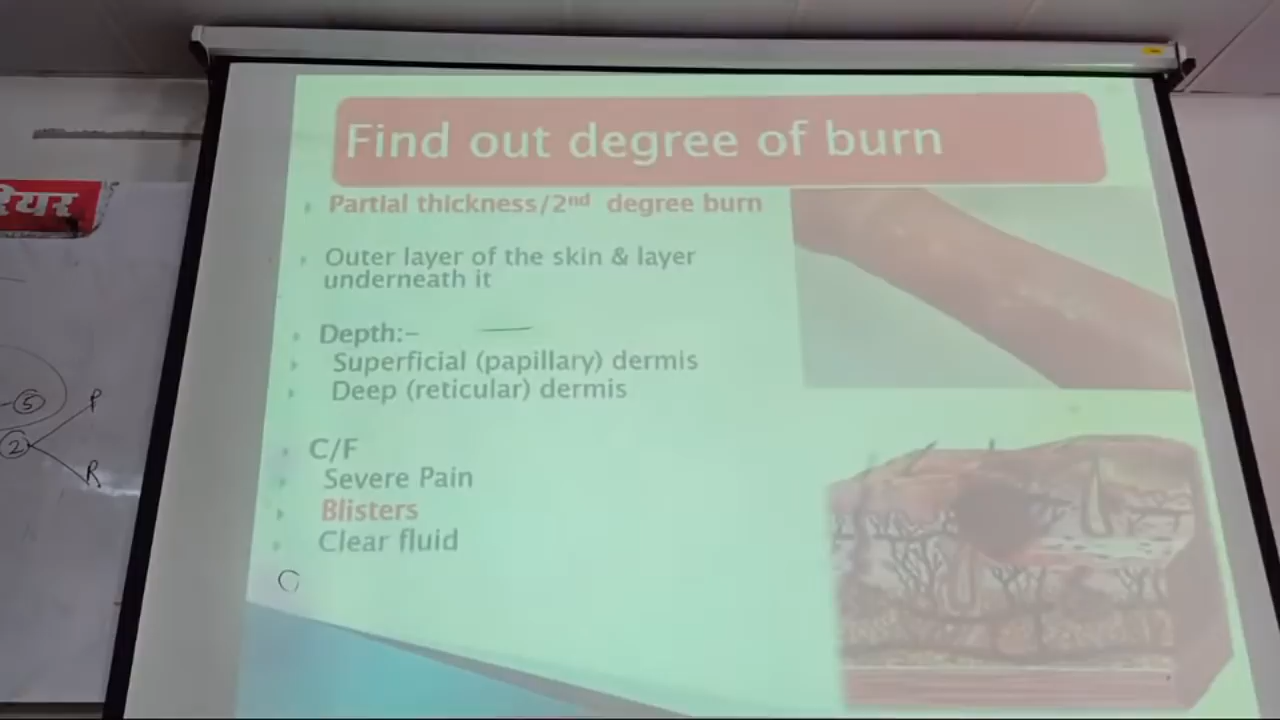 Find out degree of burn
Partial thickness/2nd degree burn
Outer layer of the skin & layer
underneath it
Depth:-
Superficial (papillary) dermis
Deep (reticular) dermis
C/F
Severe Pain
Blisters
Clear fluid
5
2
P
R